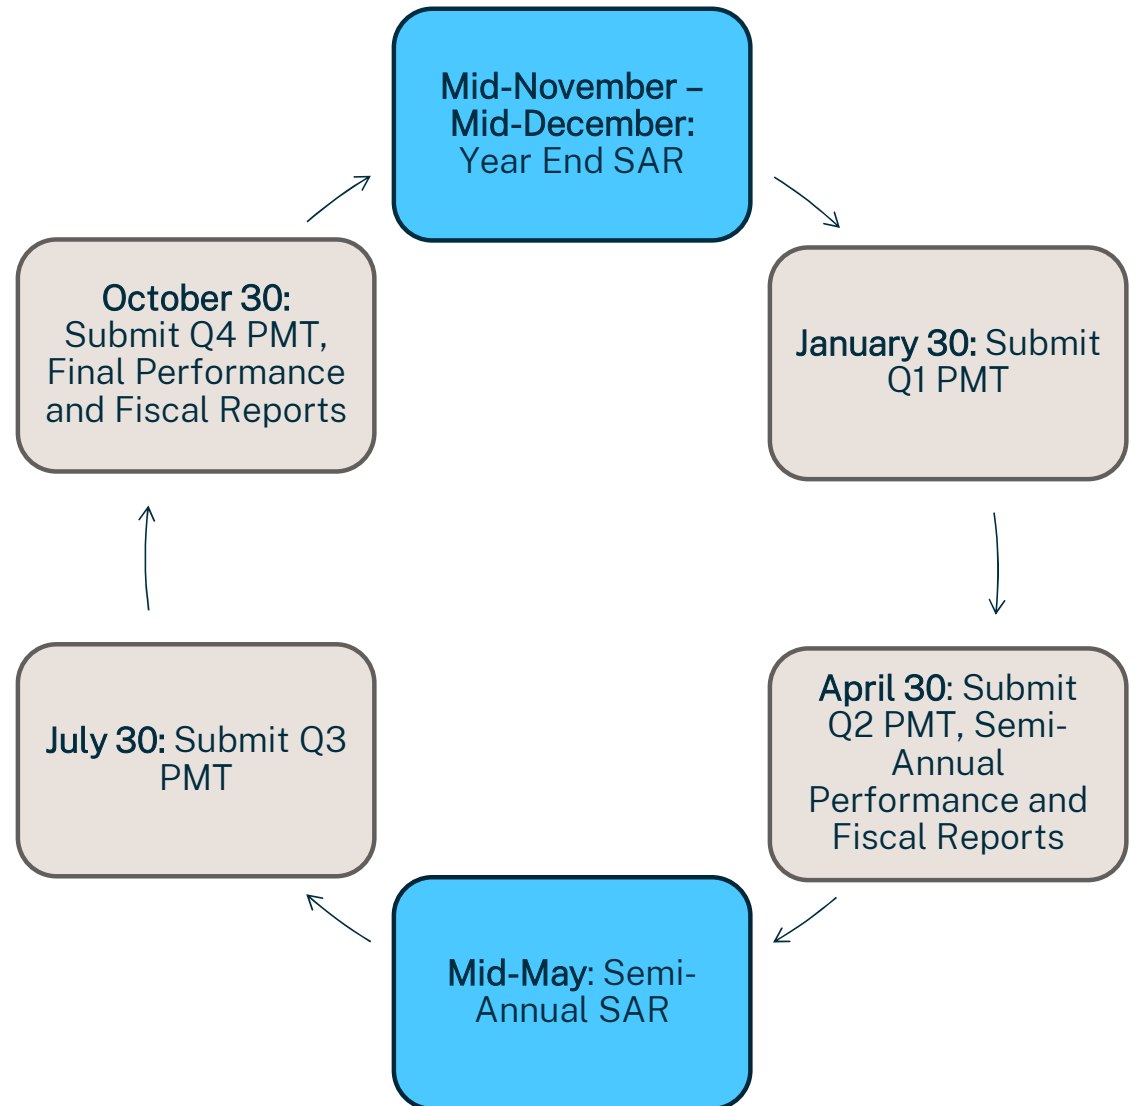 Mid-November –
Mid-December:
Year End SAR
January 30: Submit
Q1 PMT
April 30: Submit
Q2 PMT, Semi-
Annual
Performance and
Fiscal Reports
Mid-May: Semi-
Annual SAR
July 30: Submit Q3
PMT
October 30:
Submit Q4 PMT,
Final Performance
and Fiscal Reports